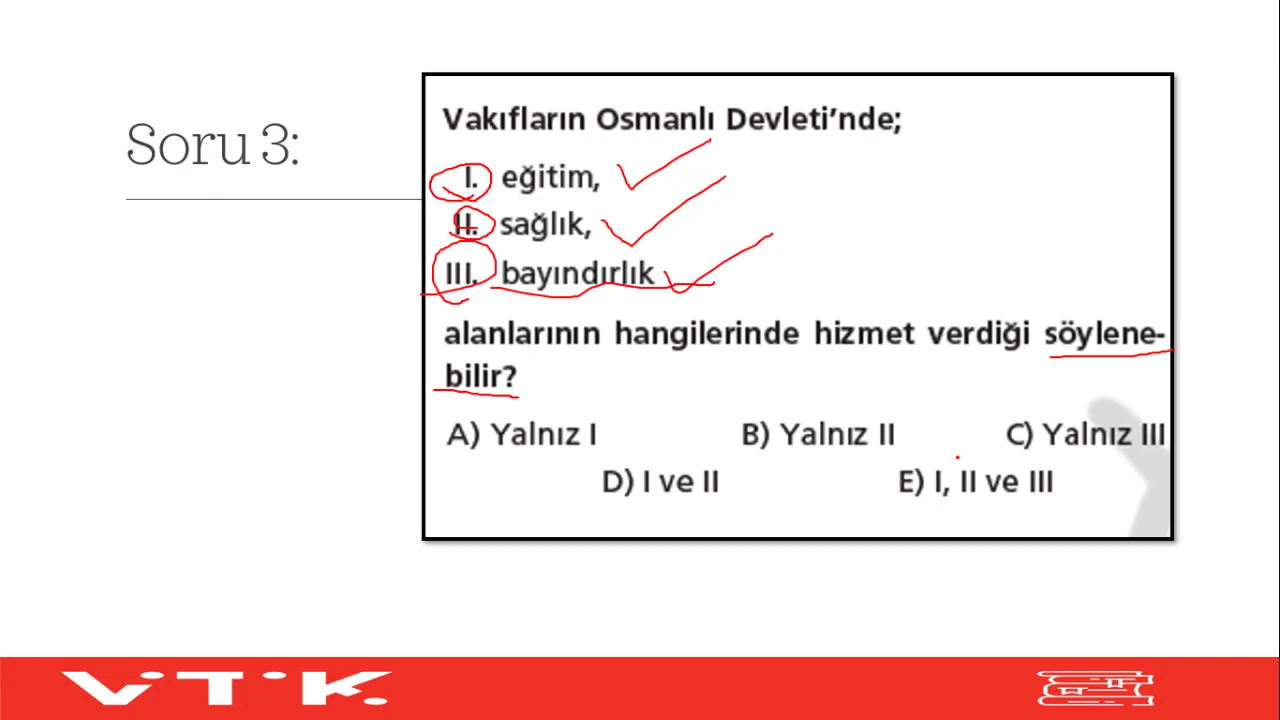 Soru 3:
Vakıfların Osmanlı Devleti’nde;
I. eğitim,
II. sağlık,
III. bayındırlık
alanlarının hangilerinde hizmet verdiği söylene-
bilir?
A) Yalnız I B) Yalnız II C) Yalnız III
D) I ve II E) I, II ve III
VTK